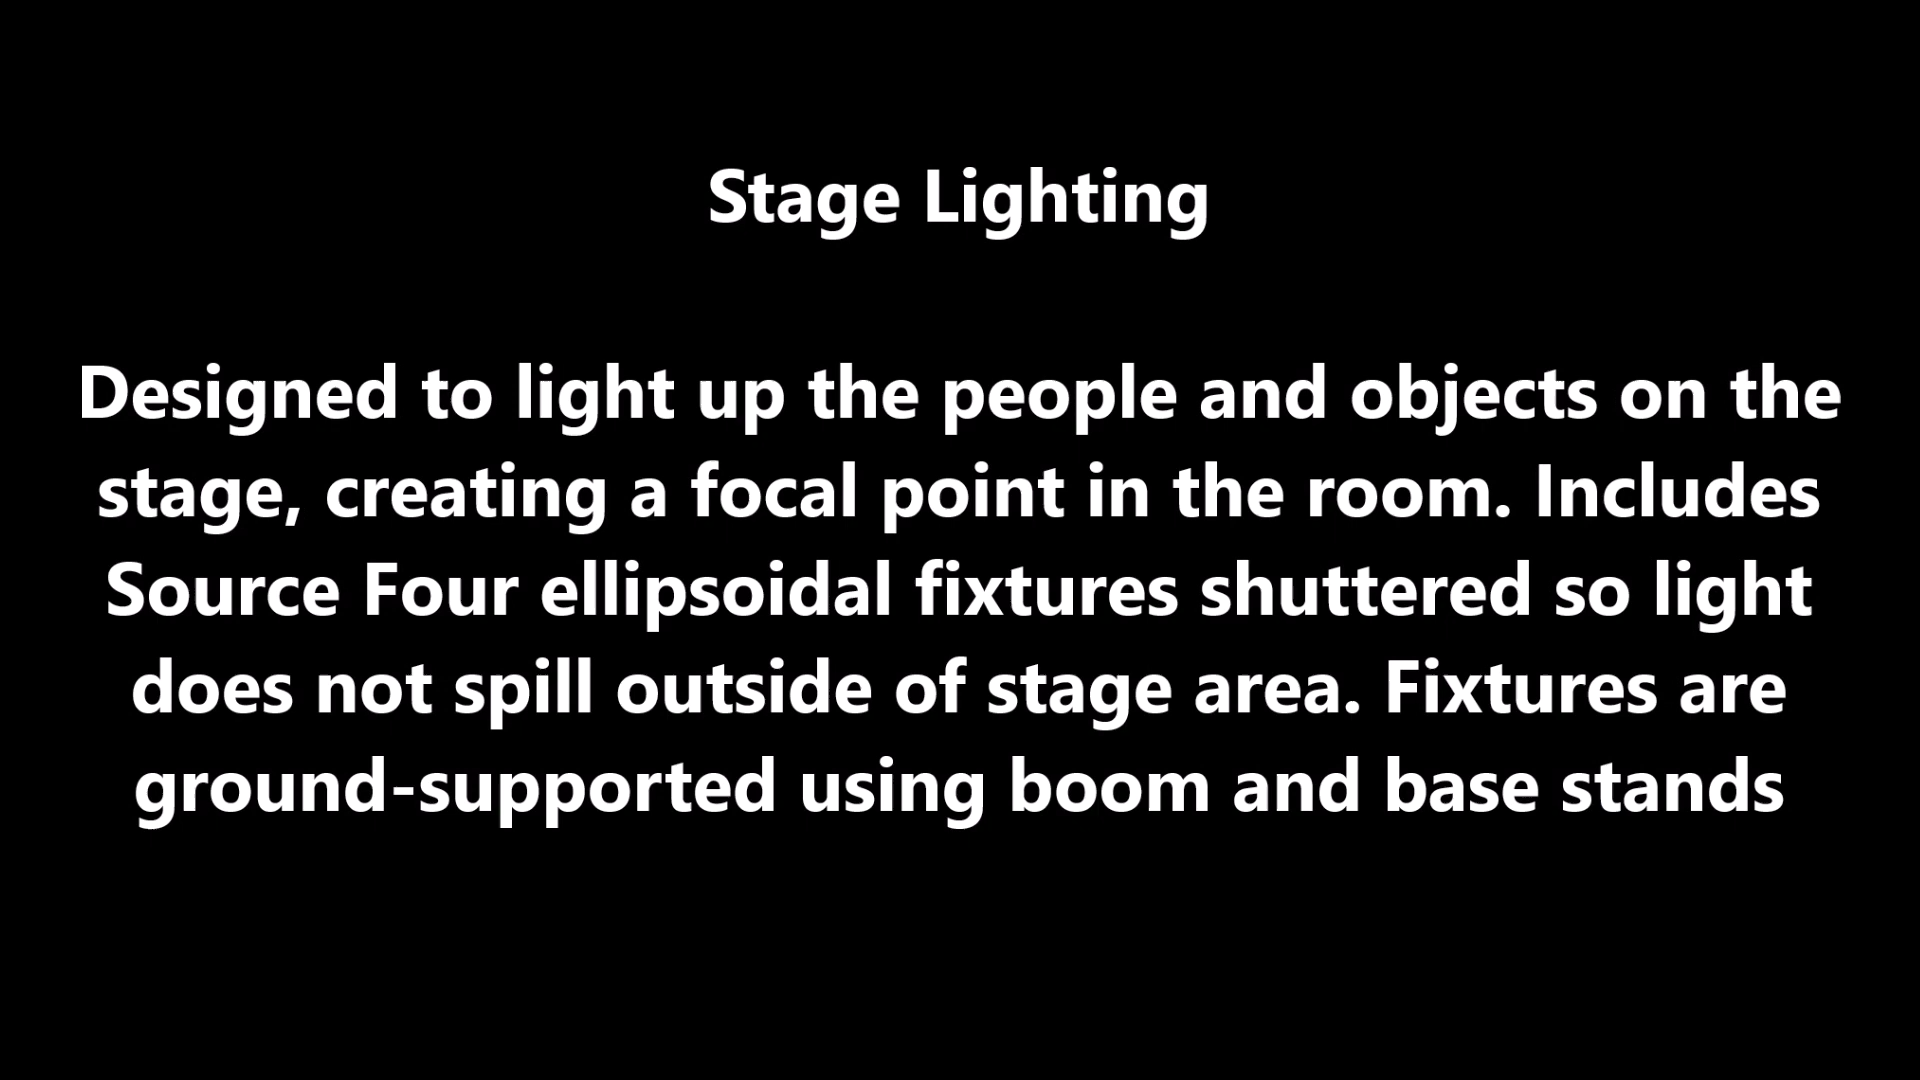 Stage Lighting
Designed to light up the people and objects on the
stage, creating a focal point in the room. Includes
Source Four ellipsoidal fixtures shuttered so light
does not spill outside of stage area. Fixtures are
ground-supported using boom and base stands